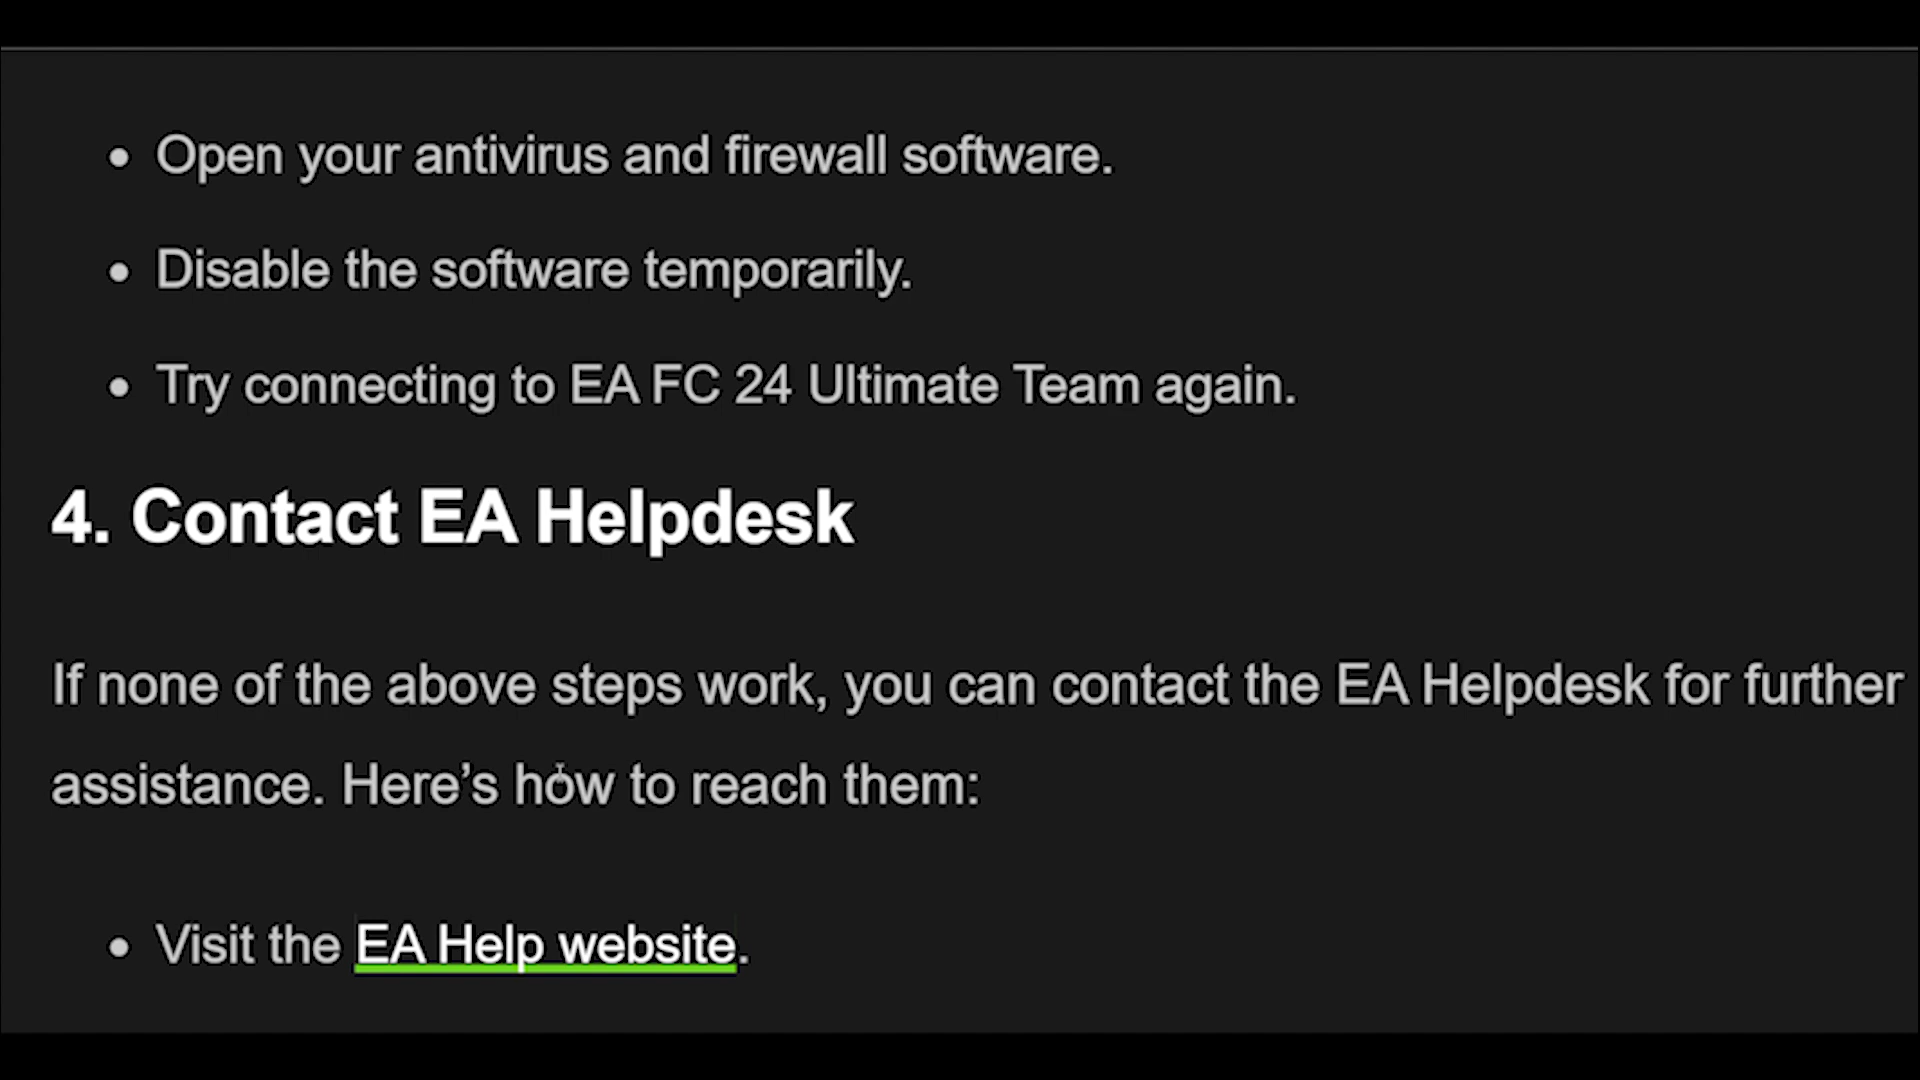 • Open your antivirus and firewall software.
• Disable the software temporarily.
• Try connecting to EA FC 24 Ultimate Team again.
4. Contact EA Helpdesk
If none of the above steps work, you can contact the EA Helpdesk for further
assistance. Here’s how to reach them:
• Visit the EA Help website.